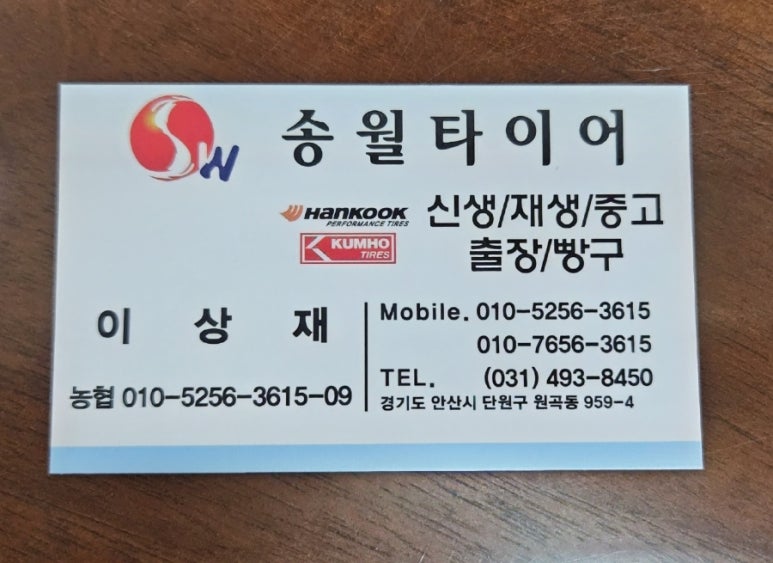 SW 송월타이어
HANKOOK PERFORMANCE TIRES 신생/재생/중고
KUMHO TIRES 출장/빵구
이 상 재
농협 010-5256-3615-09
Mobile. 010-5256-3615
010-7656-3615
TEL. (031) 493-8450
경기도 안산시 단원구 원곡동 959-4